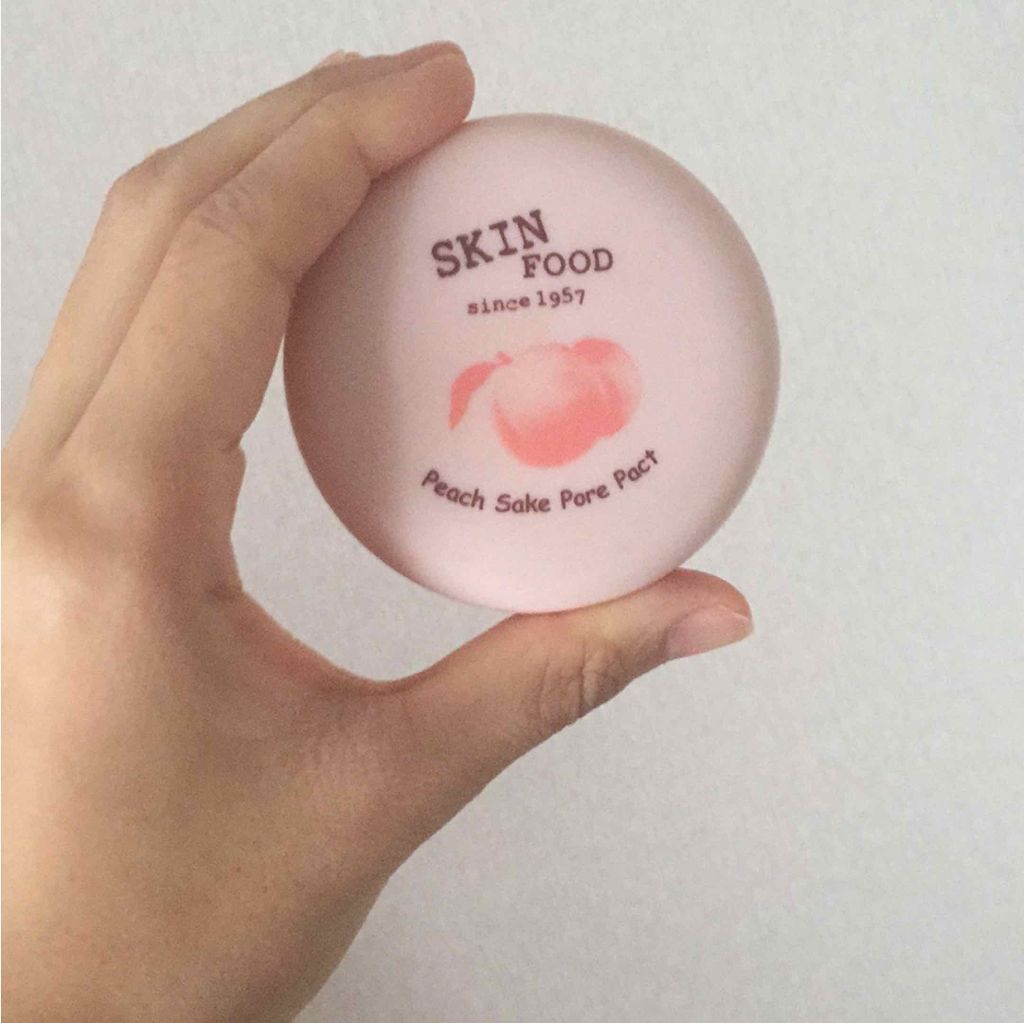 SKIN
FOOD
since 1957
Peach Sake Pore Pact